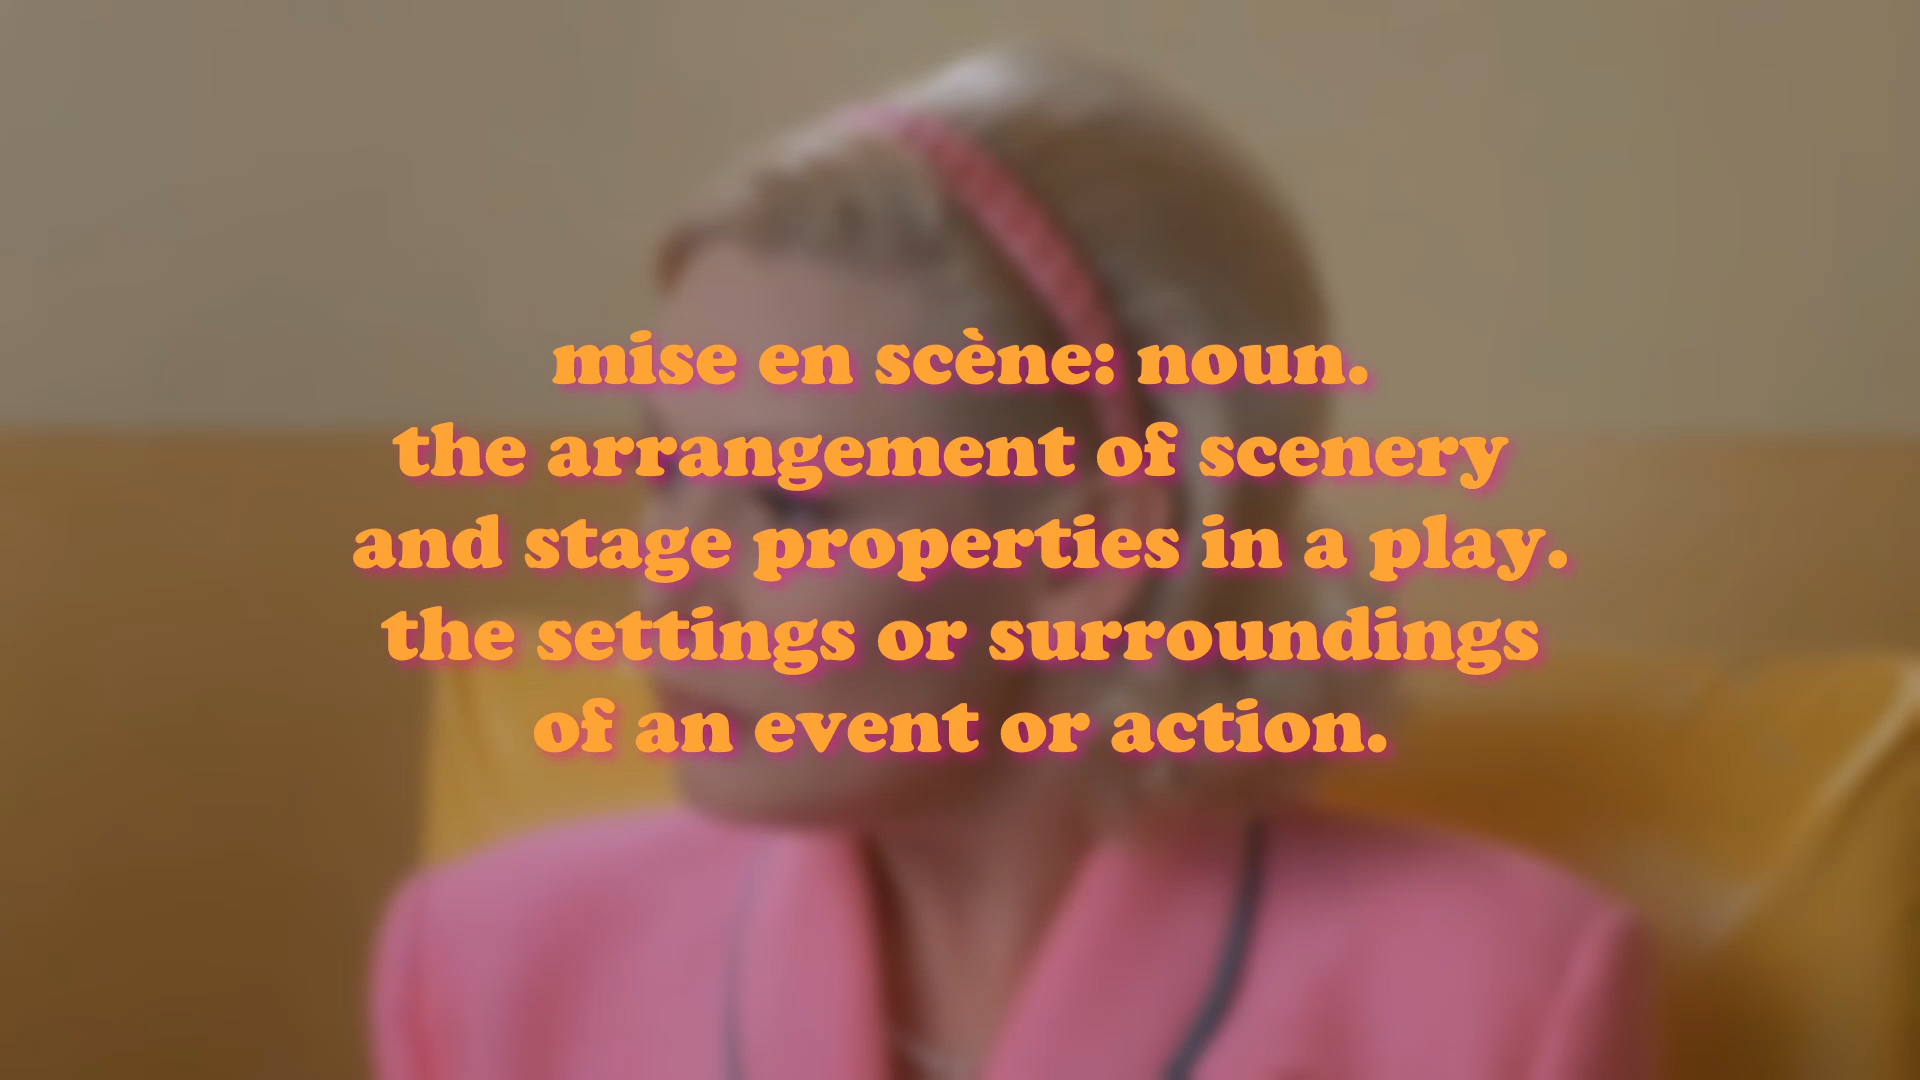 mise en scène: noun.
the arrangement of scenery
and stage properties in a play.
the settings or surroundings
of an event or action.